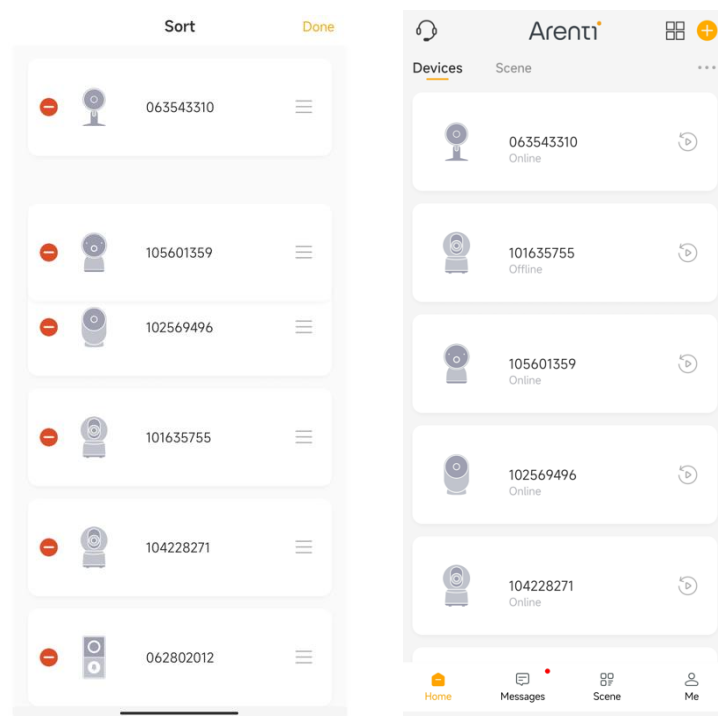 Sort
Done
063543310
105601359
102569496
101635755
104228271
062802012
Arenti
Devices
Scene
063543310
Online
101635755
Offline
105601359
Online
102569496
Online
104228271
Online
Home
Messages
Scene
Me